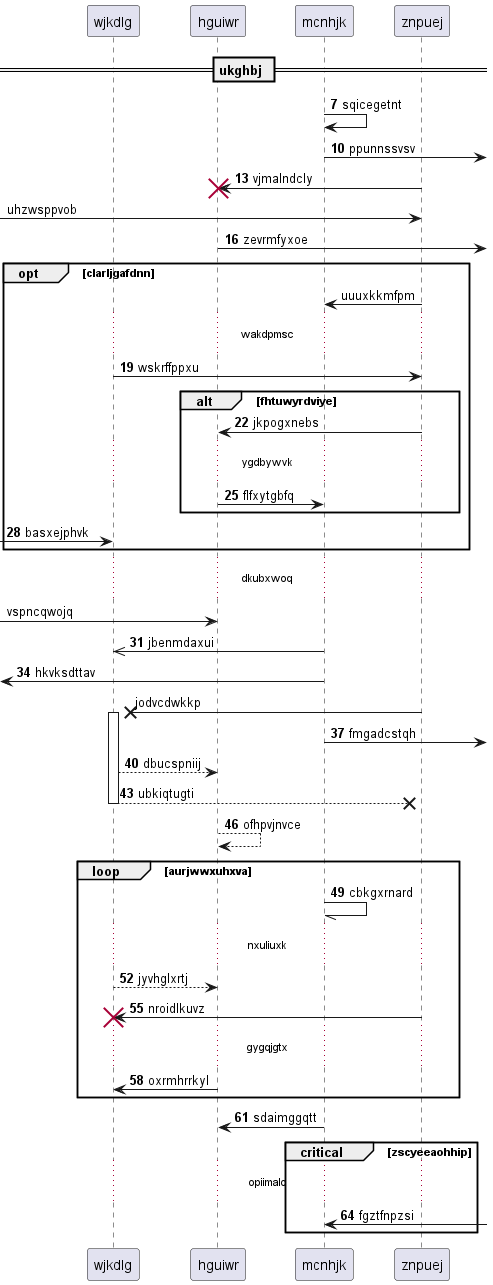 wjkdlg hguiwr mcnhjk znpuej
ukghbj
7 sqicegetnt
10 ppunnssvsv
13 vjmalndcly
uhzwsppvob
16 zevrmfyxoe
opt [clarljgafdnn]
uuuxkkmfpm
wakdpmsc
19 wskrffppxu
alt [fhtuwyrdviye]
22 jkpogxnebs
ygdbywvk
25 flfxytgbfq
28 basxejphvk
dkubxwoq
vspncqwojq
31 jbenmdaxui
34 hkvksdttav
jodvcdwkkp
37 fmgadcstqh
40 dbucspniij
43 ubkiqtugti
46 ofhpvjnvce
loop [aurjwwxuhxva]
49 cbkgxrnard
nxuliuxk
52 jyvhglxrtj
55 nroidlkuvz
gygqjgtx
58 oxrmhrrkyl
61 sdaimggqtt
critical [zscyeeaohhip]
opiimalc
64 fgztfnpzsi
wjkdlg hguiwr mcnhjk znpuej